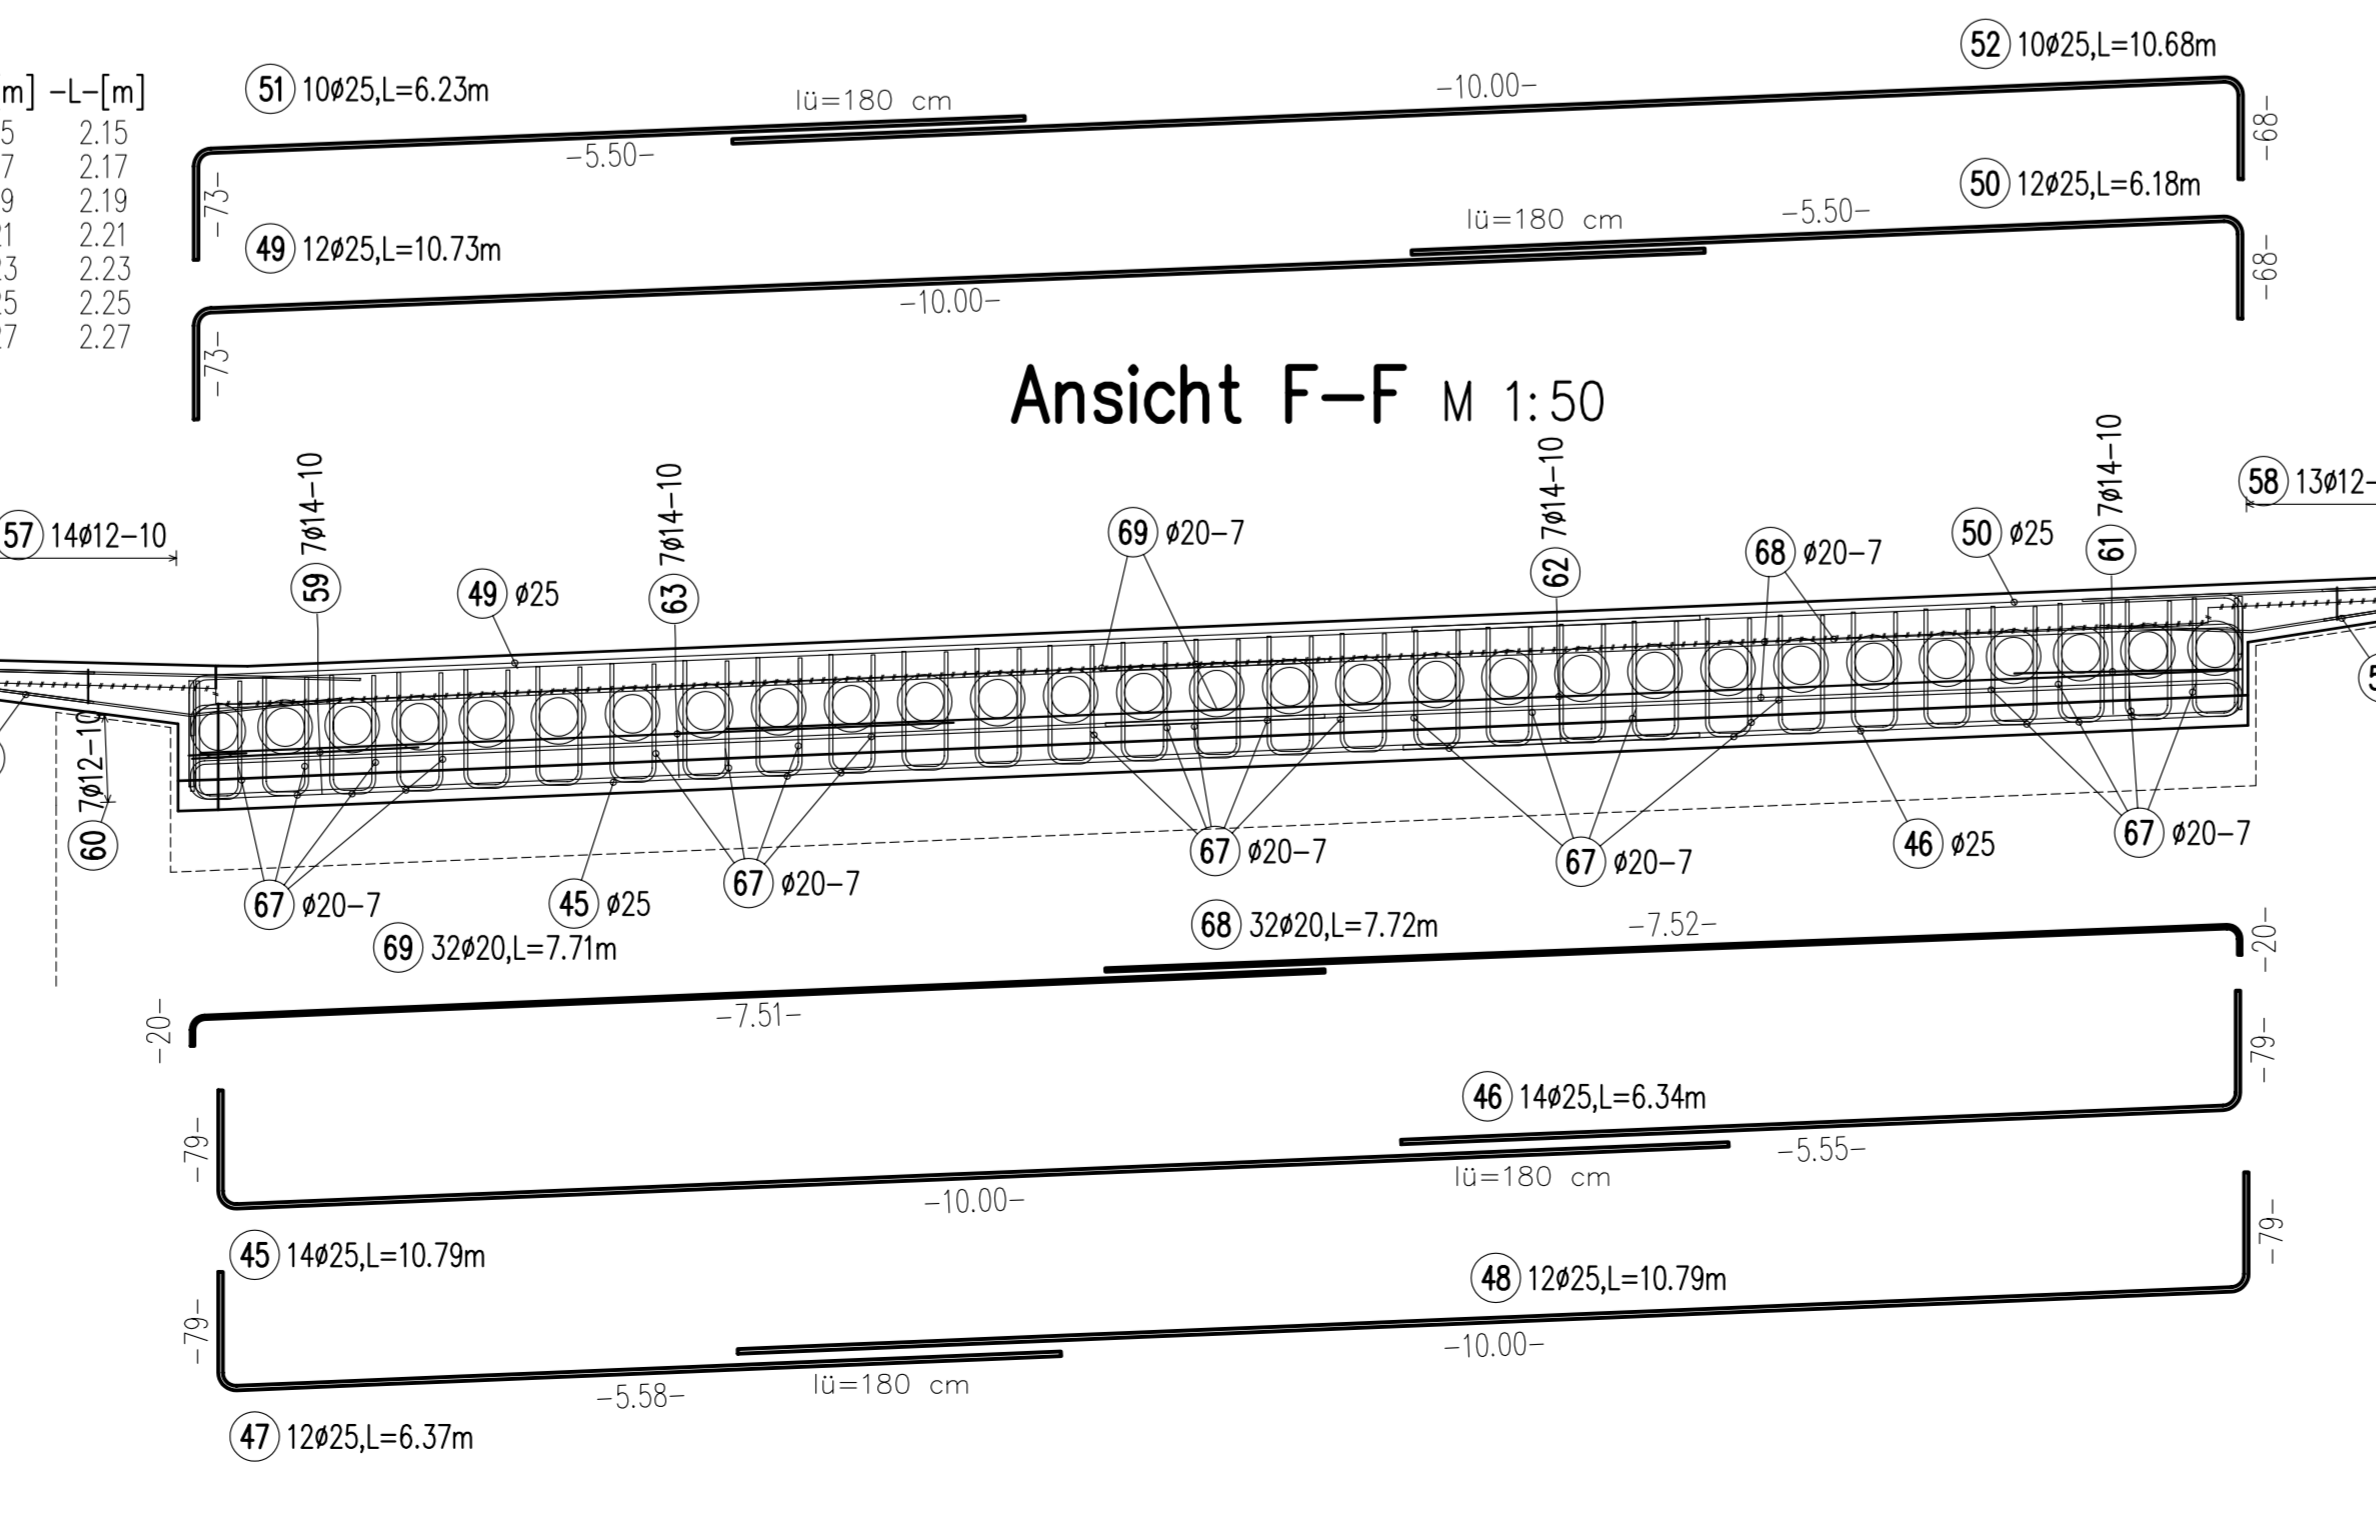 m] -L-[m]
5 2.15
7 2.17
9 2.19
21 2.21
23 2.23
25 2.25
27 2.27
51 10ø25,L=6.23m
lü=180 cm
-10.00-
52 10ø25,L=10.68m
-5.50-
-73-
-68-
49 12ø25,L=10.73m
lü=180 cm
-5.50-
50 12ø25,L=6.18m
-10.00-
-73-
-68-
Ansicht F-F M 1:50
57 14ø12-10
59 7ø14-10
49 ø25
63 7ø14-10
69 ø20-7
62 7ø14-10
68 ø20-7
50 ø25
61 7ø14-10
58 13ø12-
5
60 7ø12-10
67 ø20-7
45 ø25
67 ø20-7
67 ø20-7
67 ø20-7
46 ø25
67 ø20-7
69 32ø20,L=7.71m
68 32ø20,L=7.72m
-7.52-
-20-
-7.51-
-20-
-79-
46 14ø25,L=6.34m
-5.55-
-79-
lü=180 cm
-10.00-
45 14ø25,L=10.79m
48 12ø25,L=10.79m
-79-
-79-
-10.00-
lü=180 cm
-5.58-
47 12ø25,L=6.37m